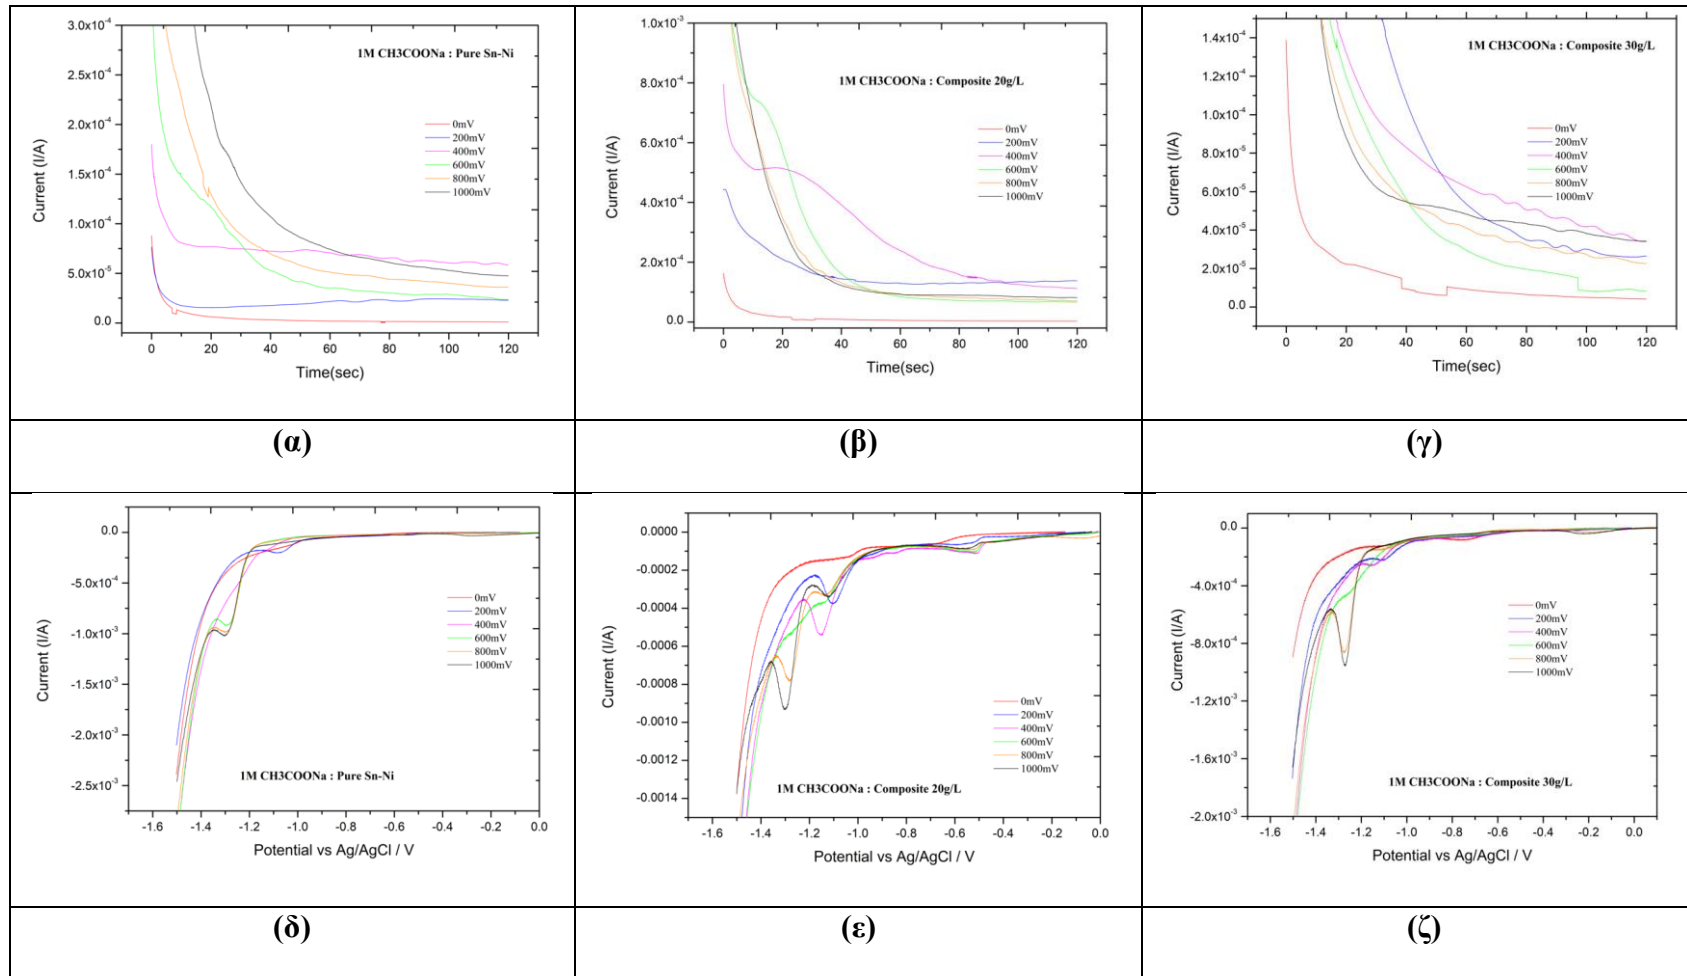 3.0x10⁻⁴
2.5x10⁻⁴
2.0x10⁻⁴
1.5x10⁻⁴
1.0x10⁻⁴
5.0x10⁻⁵
0.0
Current (I/A)
1M CH3COONa : Pure Sn-Ni
0mV
200mV
400mV
600mV
800mV
1000mV
0 20 40 60 80 100 120
Time(sec)
1.0x10⁻³
8.0x10⁻⁴
6.0x10⁻⁴
4.0x10⁻⁴
2.0x10⁻⁴
0.0
Current (I/A)
1M CH3COONa : Composite 20g/L
0mV
200mV
400mV
600mV
800mV
1000mV
0 20 40 60 80 100 120
Time(sec)
1.4x10⁻⁴
1.2x10⁻⁴
1.0x10⁻⁴
8.0x10⁻⁵
6.0x10⁻⁵
4.0x10⁻⁵
2.0x10⁻⁵
0.0
Current (I/A)
1M CH3COONa : Composite 30g/L
0mV
200mV
400mV
600mV
800mV
1000mV
0 20 40 60 80 100 120
Time(sec)
(α) (β) (γ)
0.0
-5.0x10⁻⁴
-1.0x10⁻³
-1.5x10⁻³
-2.0x10⁻³
-2.5x10⁻³
Current (I/A)
0mV
200mV
400mV
600mV
800mV
1000mV
1M CH3COONa : Pure Sn-Ni
-1.6 -1.4 -1.2 -1.0 -0.8 -0.6 -0.4 -0.2 0.0
Potential vs Ag/AgCl / V
0.0000
-0.0002
-0.0004
-0.0006
-0.0008
-0.0010
-0.0012
-0.0014
Current (I/A)
0mV
200mV
400mV
600mV
800mV
1000mV
1M CH3COONa : Composite 20g/L
-1.6 -1.4 -1.2 -1.0 -0.8 -0.6 -0.4 -0.2 0.0
Potential vs Ag/AgCl / V
0.0
-4.0x10⁻⁴
-8.0x10⁻⁴
-1.2x10⁻³
-1.6x10⁻³
-2.0x10⁻³
Current (I/A)
0mV
200mV
400mV
600mV
800mV
1000mV
1M CH3COONa : Composite 30g/L
-1.6 -1.4 -1.2 -1.0 -0.8 -0.6 -0.4 -0.2 0.0
Potential vs Ag/AgCl / V
(δ) (ε) (ζ)